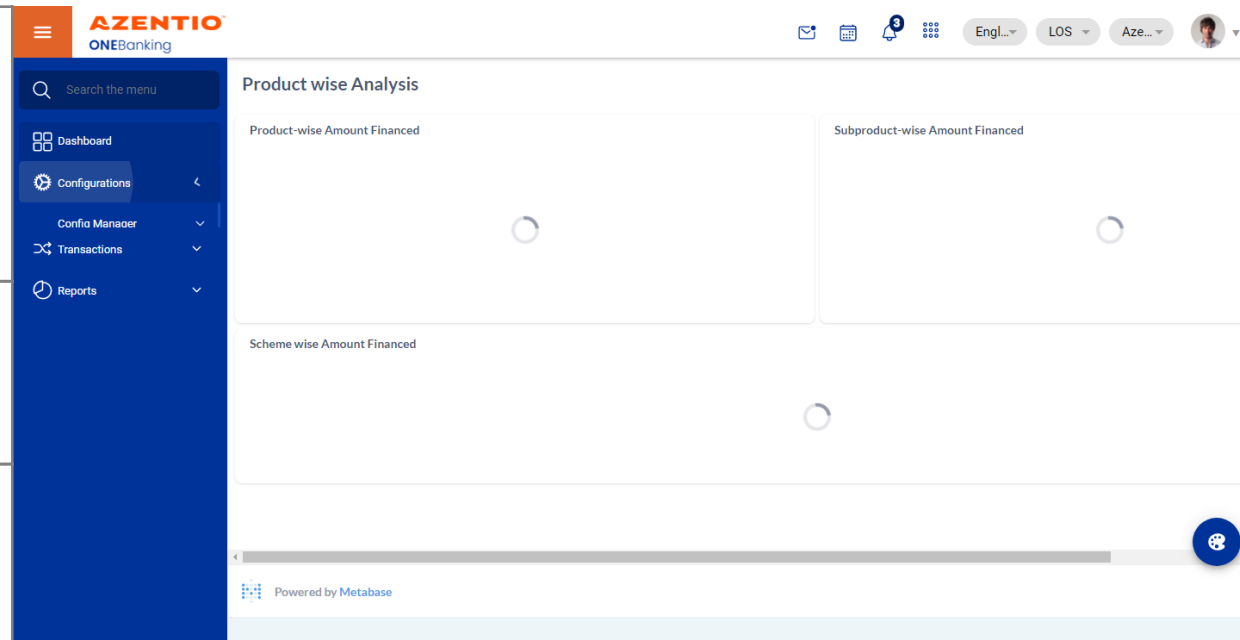 AZENTIO
ONEBanking
3
Engl...
LOS
Aze...
Search the menu
Dashboard
Configurations
Config Manager
Transactions
Reports
Product wise Analysis
Product-wise Amount Financed
Subproduct-wise Amount Financed
Scheme wise Amount Financed
Powered by Metabase